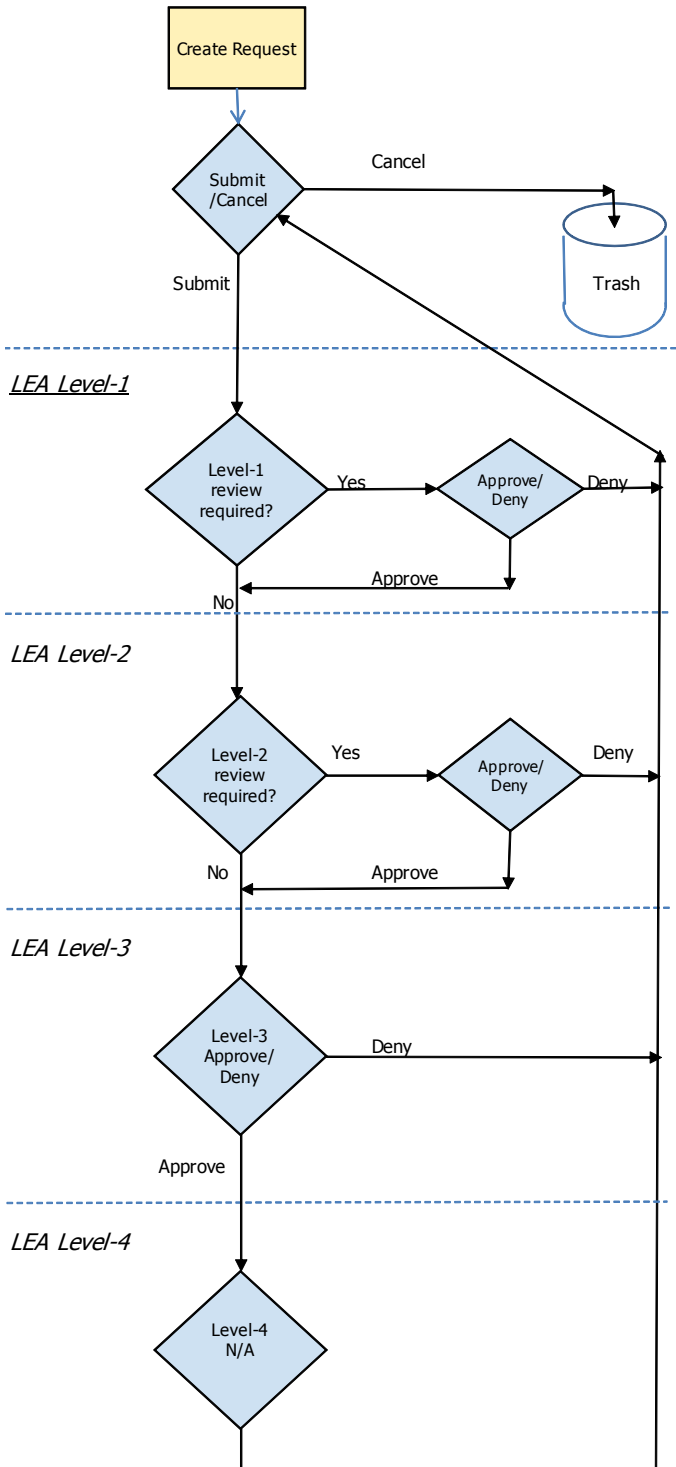 Create Request
Submit
/Cancel
Cancel
Trash
Submit
LEA Level-1
Level-1
review
required?
Yes
Approve/
Deny
Deny
Approve
No
LEA Level-2
Level-2
review
required?
Yes
Approve/
Deny
Deny
Approve
No
LEA Level-3
Level-3
Approve/
Deny
Deny
Approve
LEA Level-4
Level-4
N/A